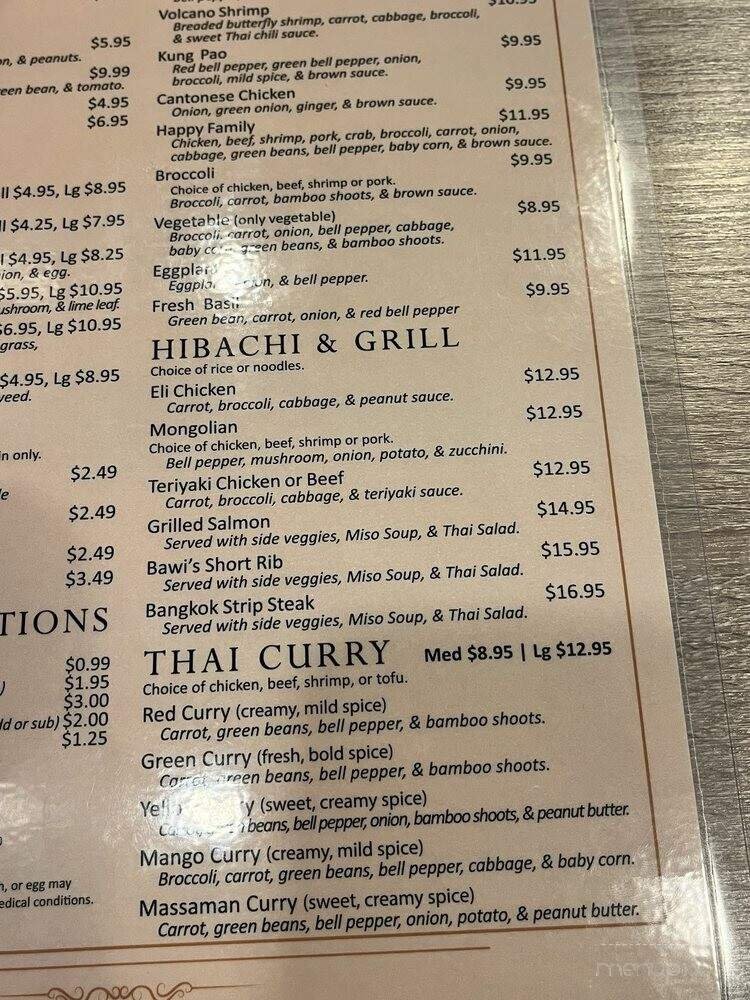 $5.95
n, & peanuts.
$9.99
een bean, & tomato.
$4.95
$6.95
ll $4.95, Lg $8.95
ll $4.25, Lg $7.95
l $4.95, Lg $8.25
ion, & egg.
$5.95, Lg $10.95
ushroom, & lime leaf.
$6.95, Lg $10.95
grass,
$4.95, Lg $8.95
weed.
in only.
$2.49
$2.49
$2.49
$3.49
TIONS
$0.99
$1.95
$3.00
dd or sub) $2.00
$1.25
n, or egg may
edical conditions.
Volcano Shrimp
Breaded butterfly shrimp, carrot, cabbage, broccoli,
& sweet Thai chili sauce.
Kung Pao $9.95
Red bell pepper, green bell pepper, onion,
broccoli, mild spice, & brown sauce.
Cantonese Chicken $9.95
Onion, green onion, ginger, & brown sauce.
Happy Family $11.95
Chicken, beef, shrimp, pork, crab, broccoli, carrot, onion,
cabbage, green beans, bell pepper, baby corn, & brown sauce.
Broccoli $9.95
Choice of chicken, beef, shrimp or pork.
Broccoli, carrot, bamboo shoots, & brown sauce.
Vegetable (only vegetable) $8.95
Broccoli, carrot, onion, bell pepper, cabbage,
baby corn, green beans, & bamboo shoots.
$11.95
& bell pepper.
Fresh Basil $9.95
Green bean, carrot, onion, & red bell pepper
HIBACHI & GRILL
Choice of rice or noodles.
Eli Chicken $12.95
Carrot, broccoli, cabbage, & peanut sauce.
Mongolian $12.95
Choice of chicken, beef, shrimp or pork.
Bell pepper, mushroom, onion, potato, & zucchini.
Teriyaki Chicken or Beef $12.95
Carrot, broccoli, cabbage, & teriyaki sauce.
Grilled Salmon $14.95
Served with side veggies, Miso Soup, & Thai Salad.
Bawi's Short Rib $15.95
Served with side veggies, Miso Soup, & Thai Salad.
Bangkok Strip Steak $16.95
Served with side veggies, Miso Soup, & Thai Salad.
THAI CURRY Med $8.95 | Lg $12.95
Choice of chicken, beef, shrimp, or tofu.
Red Curry (creamy, mild spice)
Carrot, green beans, bell pepper, & bamboo shoots.
Green Curry (fresh, bold spice)
Carrot, green beans, bell pepper, & bamboo shoots.
(sweet, creamy spice)
beans, bell pepper, onion, bamboo shoots, & peanut butter.
Mango Curry (creamy, mild spice)
Broccoli, carrot, green beans, bell pepper, cabbage, & baby corn.
Massaman Curry (sweet, creamy spice)
Carrot, green beans, bell pepper, onion, potato, & peanut butter.